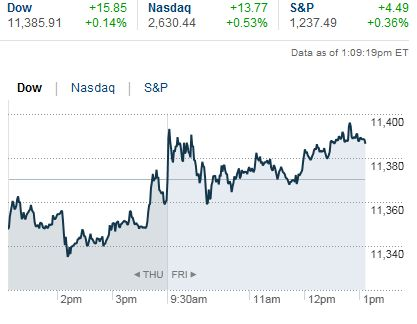 Dow +15.85 Nasdaq +13.77 S&P +4.49
11,385.91 +0.14% 2,630.44 +0.53% 1,237.49 +0.36%
Data as of 1:09:19pm ET
Dow | Nasdaq | S&P
11,400
11,380
11,360
11,340
◄ THU FRI ►
2pm 3pm 9:30am 11am 12pm 1pm